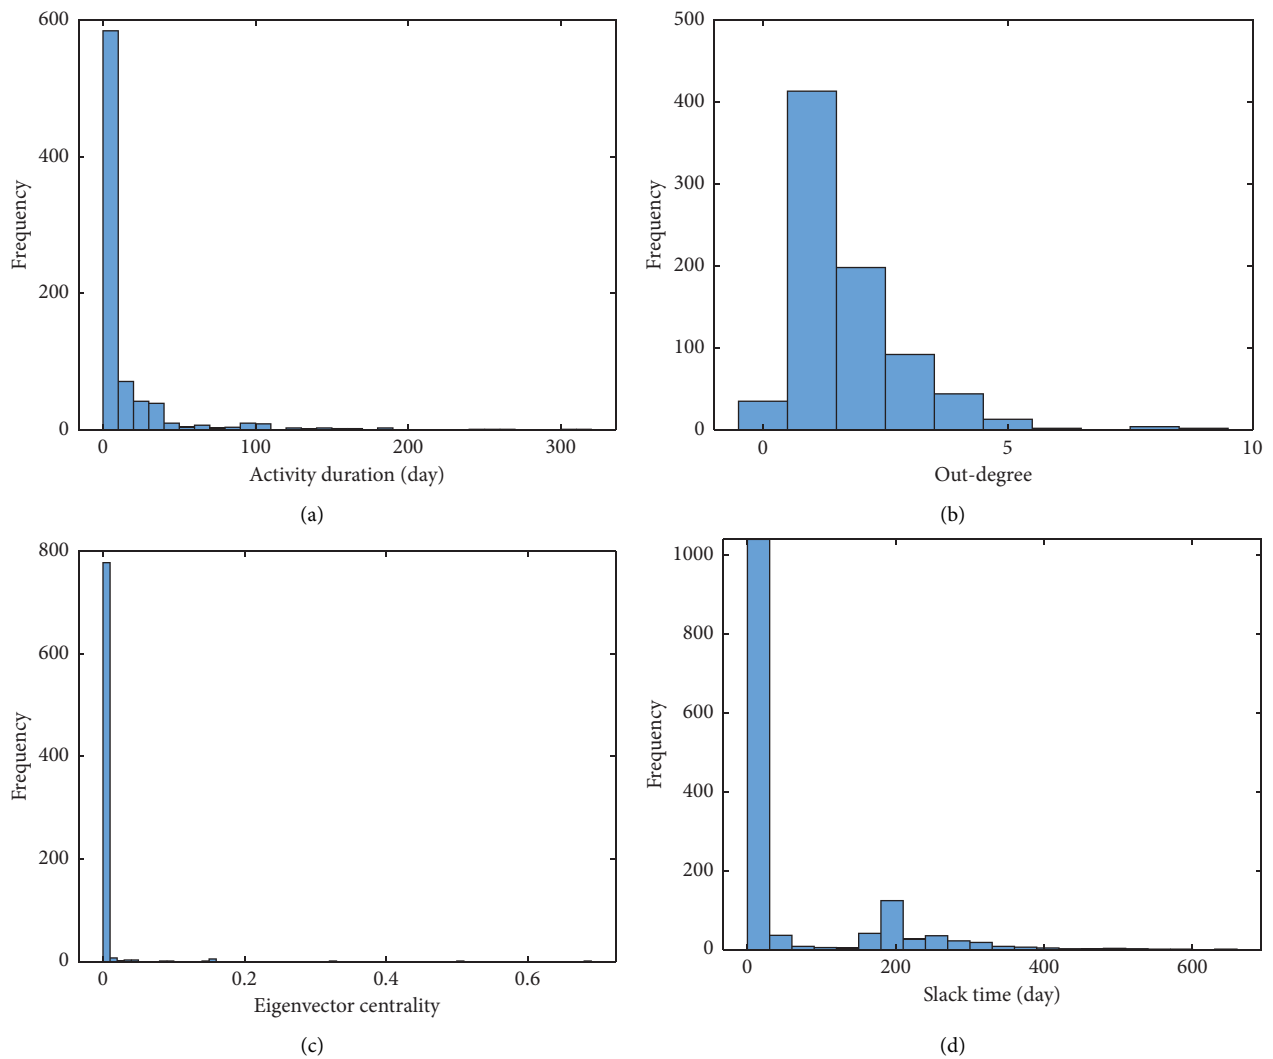 600
400
200
0
Frequency
0 100 200 300
Activity duration (day)
(a)
500
400
300
200
100
0
Frequency
0 5 10
Out-degree
(b)
800
600
400
200
0
Frequency
0 0.2 0.4 0.6
Eigenvector centrality
(c)
1000
800
600
400
200
0
Frequency
0 200 400 600
Slack time (day)
(d)